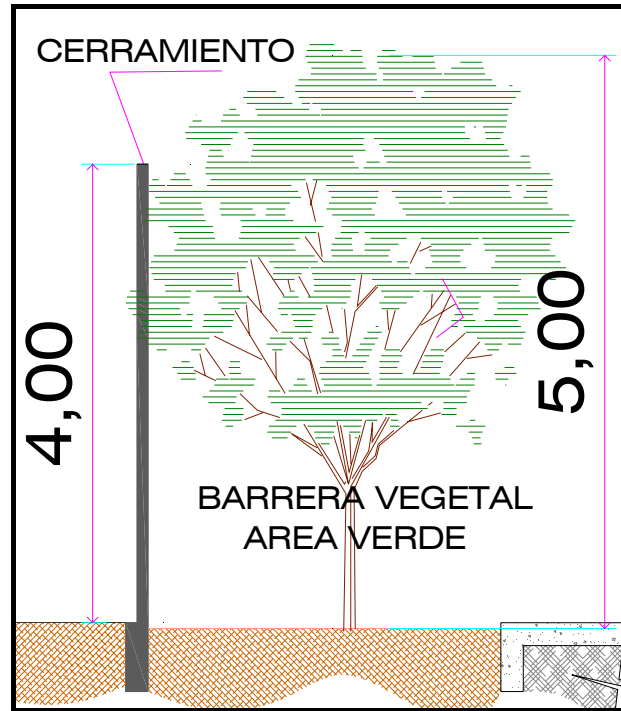 CERRAMIENTO
4,00
5,00
BARRERA VEGETAL
AREA VERDE